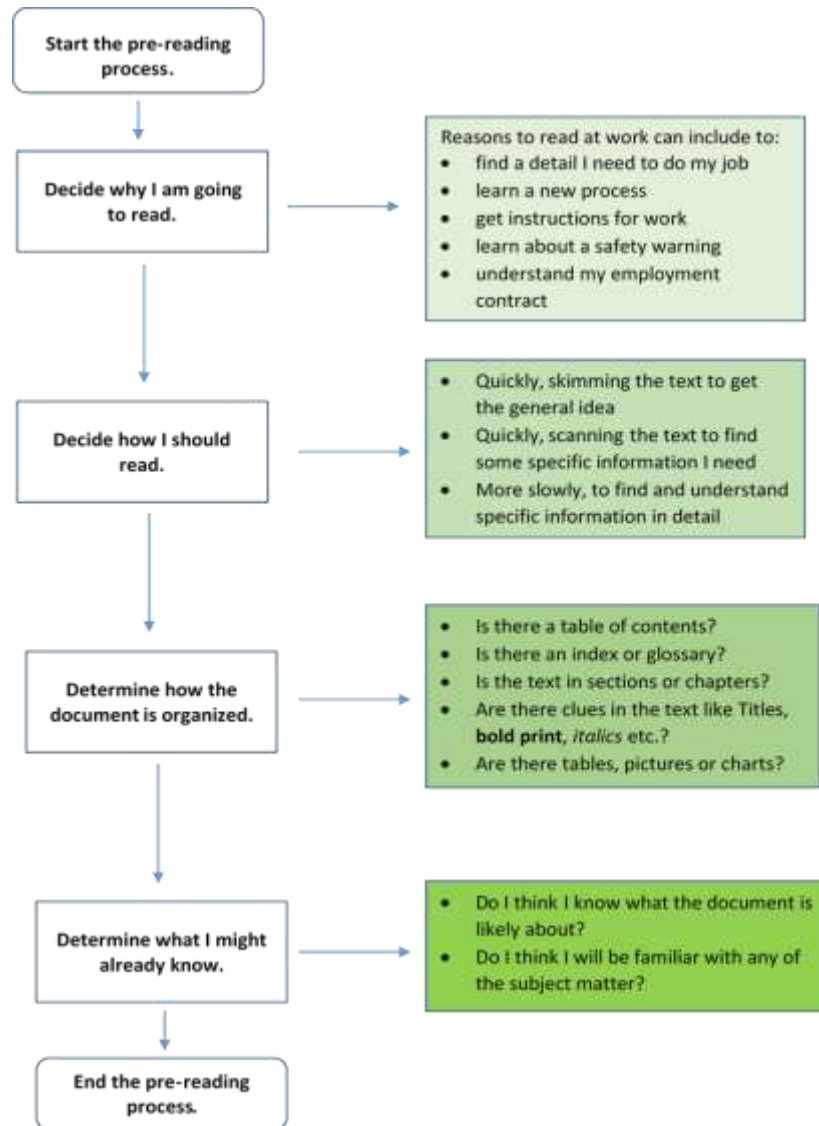 Start the pre-reading
process.
Decide why I am going
to read.
Reasons to read at work can include to:
• find a detail I need to do my job
• learn a new process
• get instructions for work
• learn about a safety warning
• understand my employment
contract
Decide how I should
read.
• Quickly, skimming the text to get
the general idea
• Quickly, scanning the text to find
some specific information I need
• More slowly, to find and understand
specific information in detail
Determine how the
document is organized.
• Is there a table of contents?
• Is there an index or glossary?
• Is the text in sections or chapters?
• Are there clues in the text like Titles,
bold print, italics etc.?
• Are there tables, pictures or charts?
Determine what I might
already know.
• Do I think I know what the document is
likely about?
• Do I think I will be familiar with any of
the subject matter?
End the pre-reading
process.